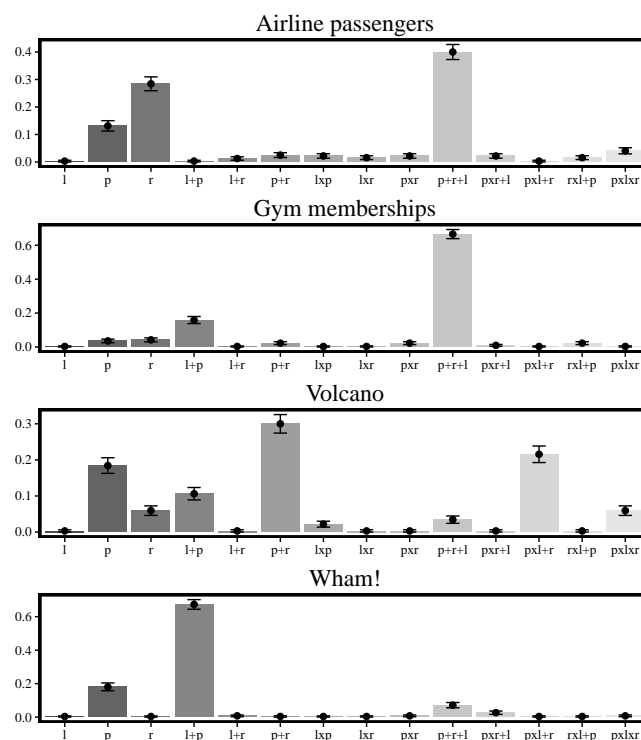 Airline passengers
0.4
0.3
0.2
0.1
0.0
l p r l+p l+r p+r lxp lxr pxr p+r+l pxr+l pxl+r rxl+p pxlxr
Gym memberships
0.6
0.4
0.2
0.0
l p r l+p l+r p+r lxp lxr pxr p+r+l pxr+l pxl+r rxl+p pxlxr
Volcano
0.3
0.2
0.1
0.0
l p r l+p l+r p+r lxp lxr pxr p+r+l pxr+l pxl+r rxl+p pxlxr
Wham!
0.6
0.4
0.2
0.0
l p r l+p l+r p+r lxp lxr pxr p+r+l pxr+l pxl+r rxl+p pxlxr